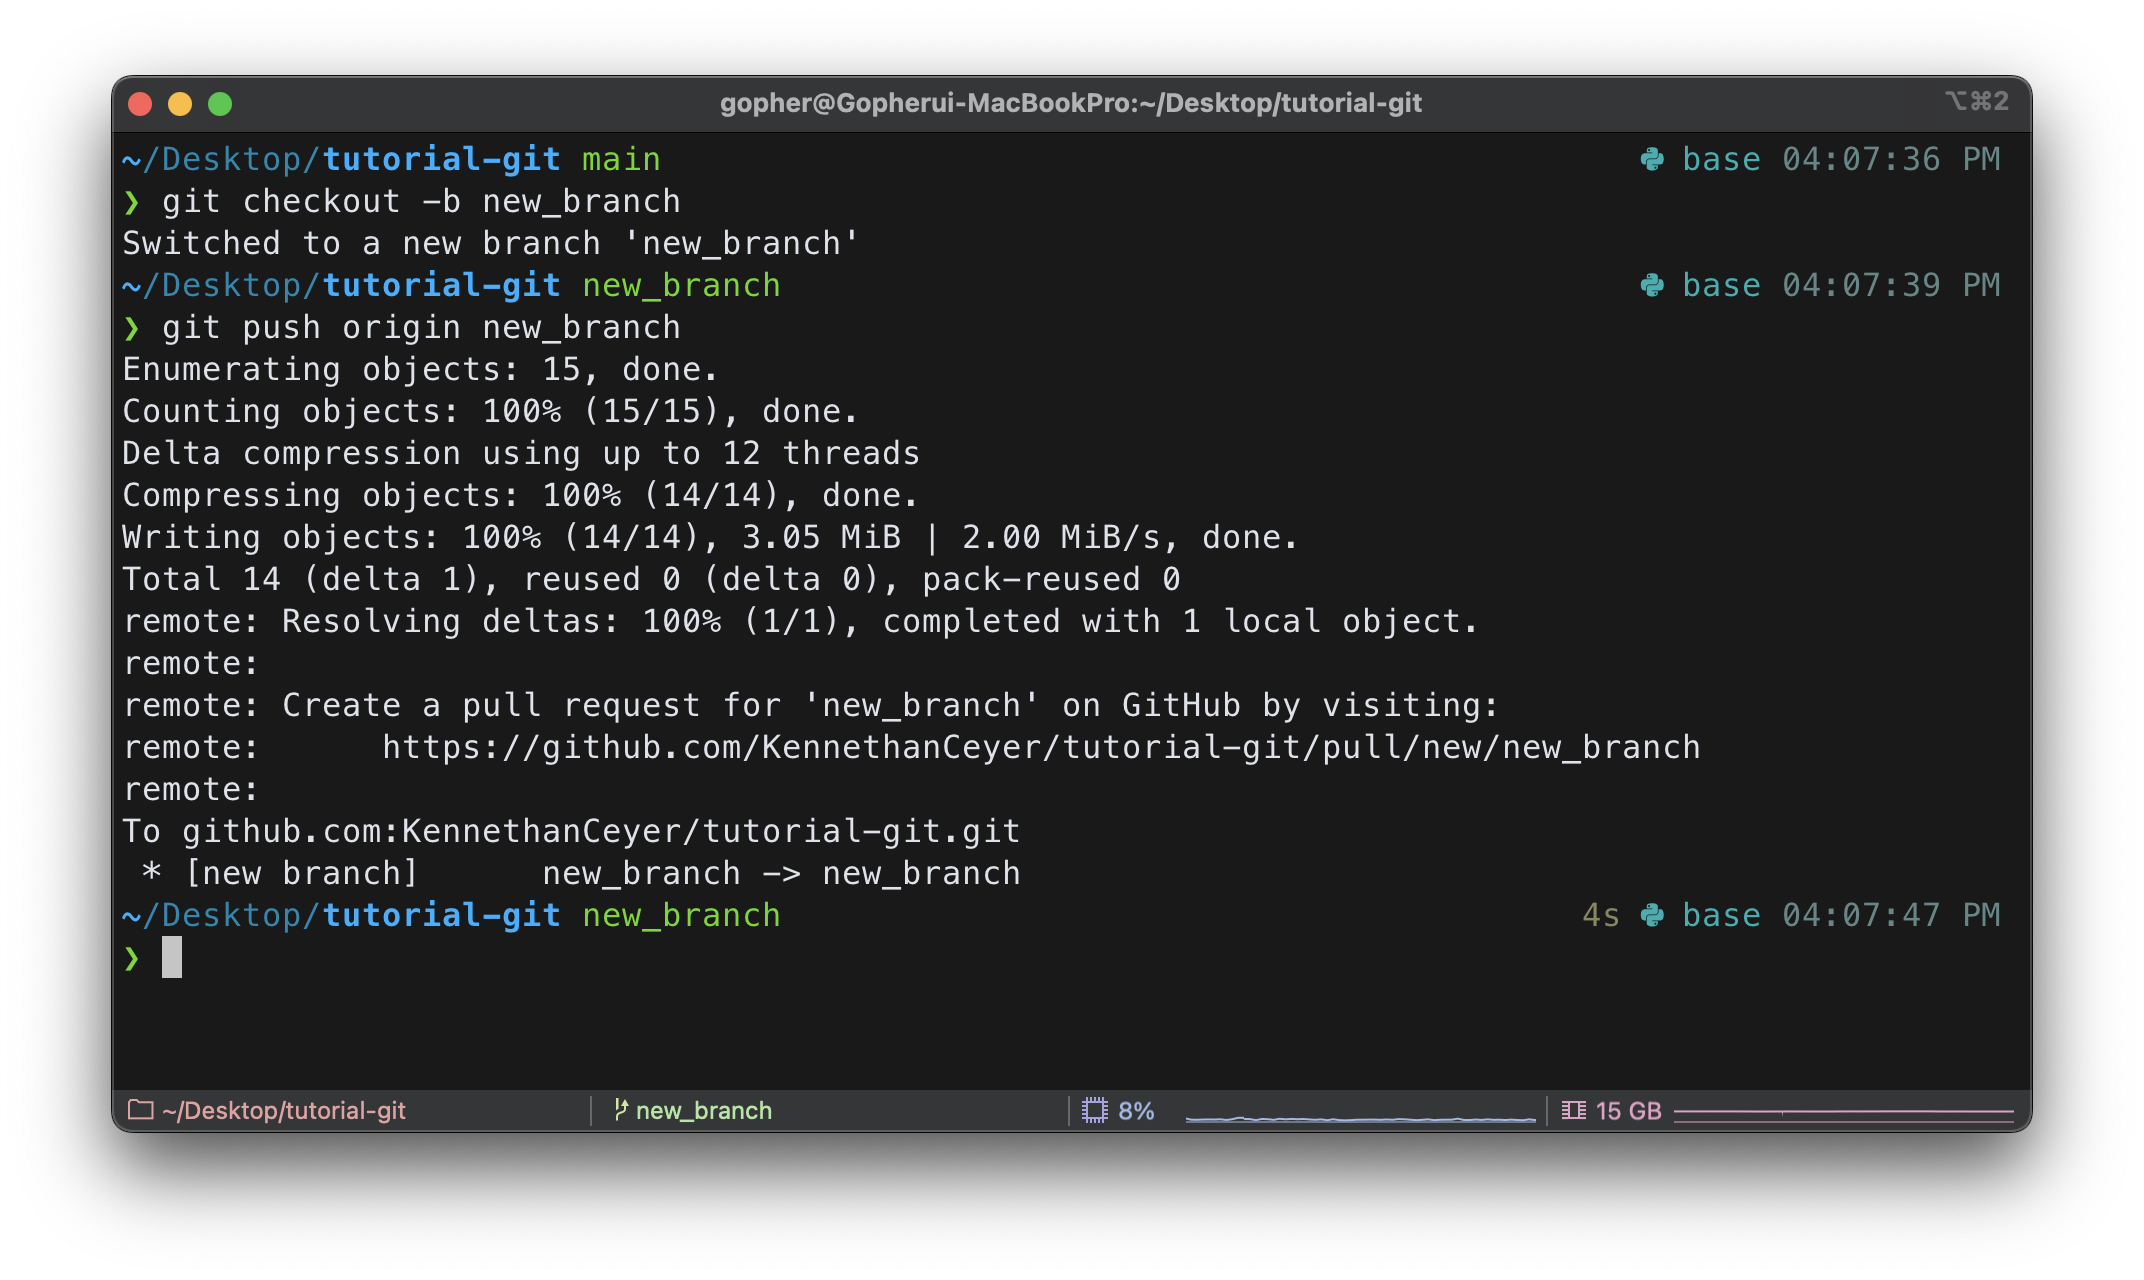 gopher@Gopherui-MacBookPro:~/Desktop/tutorial-git ⌥⌘2
~/Desktop/tutorial-git main base 04:07:36 PM
❯ git checkout -b new_branch
Switched to a new branch 'new_branch'
~/Desktop/tutorial-git new_branch base 04:07:39 PM
❯ git push origin new_branch
Enumerating objects: 15, done.
Counting objects: 100% (15/15), done.
Delta compression using up to 12 threads
Compressing objects: 100% (14/14), done.
Writing objects: 100% (14/14), 3.05 MiB | 2.00 MiB/s, done.
Total 14 (delta 1), reused 0 (delta 0), pack-reused 0
remote: Resolving deltas: 100% (1/1), completed with 1 local object.
remote:
remote: Create a pull request for 'new_branch' on GitHub by visiting:
remote:      https://github.com/KennethanCeyer/tutorial-git/pull/new/new_branch
remote:
To github.com:KennethanCeyer/tutorial-git.git
 * [new branch]      new_branch -> new_branch
~/Desktop/tutorial-git new_branch 4s base 04:07:47 PM
❯
~/Desktop/tutorial-git new_branch 8% 15 GB